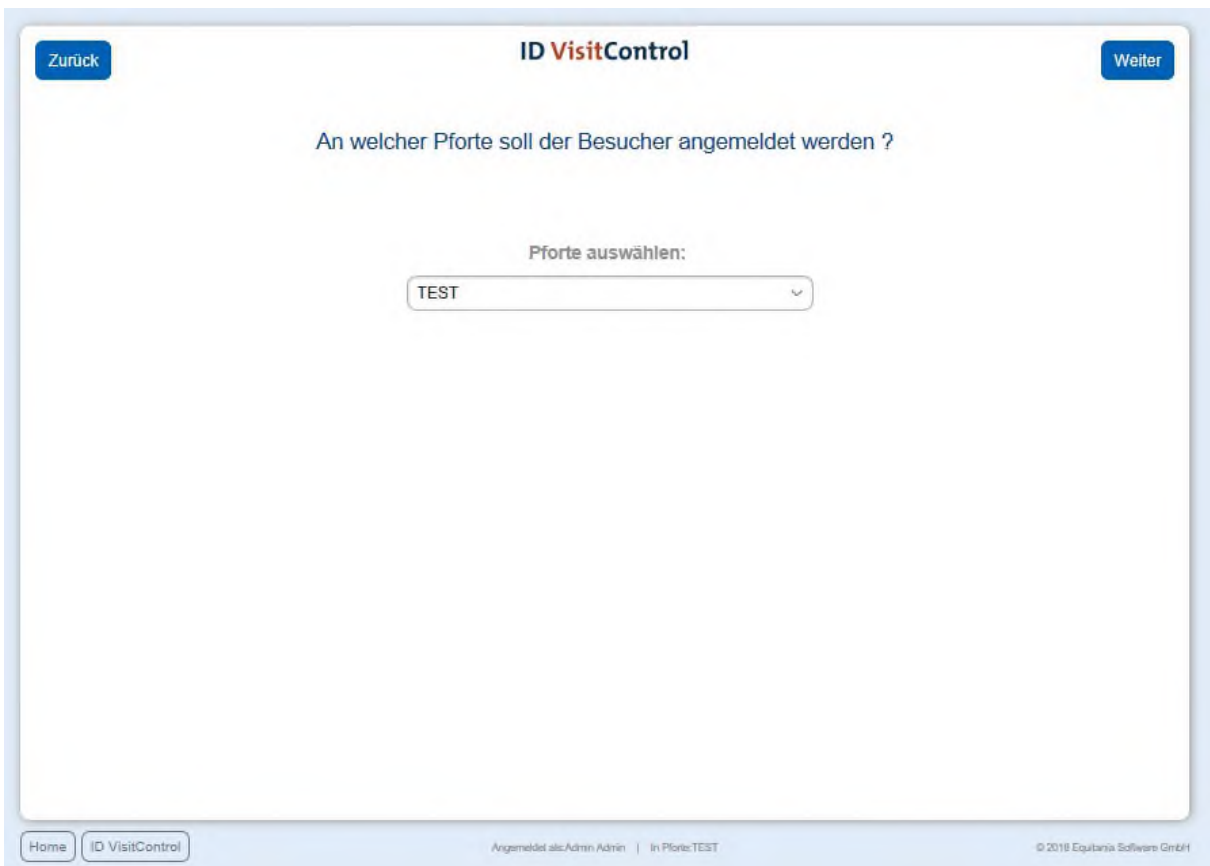 Zurück
ID VisitControl
Weiter
An welcher Pforte soll der Besucher angemeldet werden ?
Pforte auswählen:
TEST
Home
ID VisitControl
Angemeldet als:Admin Admin | In Pforte:TEST
© 2018 Equitania Software GmbH